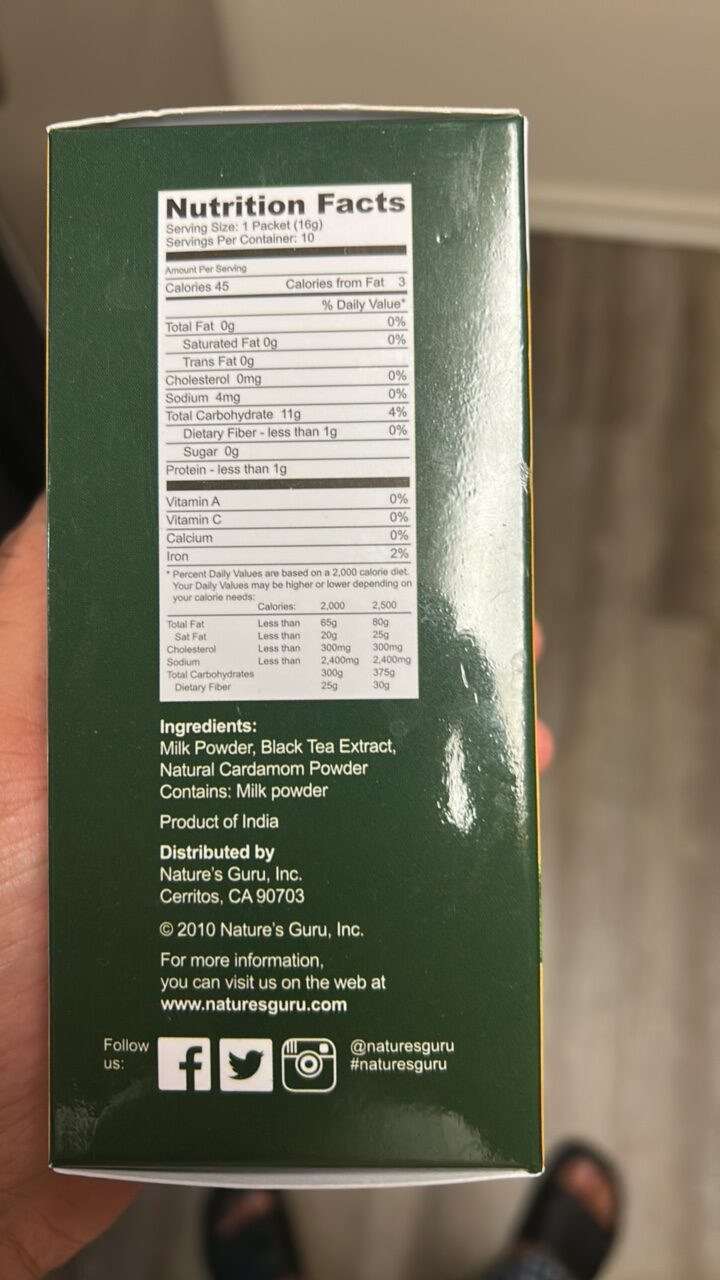 Nutrition Facts
Serving Size: 1 Packet (16g)
Servings Per Container: 10
Amount Per Serving
Calories 45 Calories from Fat 3
% Daily Value*
Total Fat 0g 0%
Saturated Fat 0g 0%
Trans Fat 0g
Cholesterol 0mg 0%
Sodium 4mg 0%
Total Carbohydrate 11g 4%
Dietary Fiber - less than 1g 0%
Sugar 0g
Protein - less than 1g
Vitamin A 0%
Vitamin C 0%
Calcium 0%
Iron 2%
* Percent Daily Values are based on a 2,000 calorie diet.
Your Daily Values may be higher or lower depending on
your calorie needs:
Calories: 2,000 2,500
Total Fat Less than 65g 80g
Sat Fat Less than 20g 25g
Cholesterol Less than 300mg 300mg
Sodium Less than 2,400mg 2,400mg
Total Carbohydrates 300g 375g
Dietary Fiber 25g 30g
Ingredients:
Milk Powder, Black Tea Extract,
Natural Cardamom Powder
Contains: Milk powder
Product of India
Distributed by
Nature's Guru, Inc.
Cerritos, CA 90703
© 2010 Nature's Guru, Inc.
For more information,
you can visit us on the web at
www.naturesguru.com
Follow us:
@naturesguru
#naturesguru